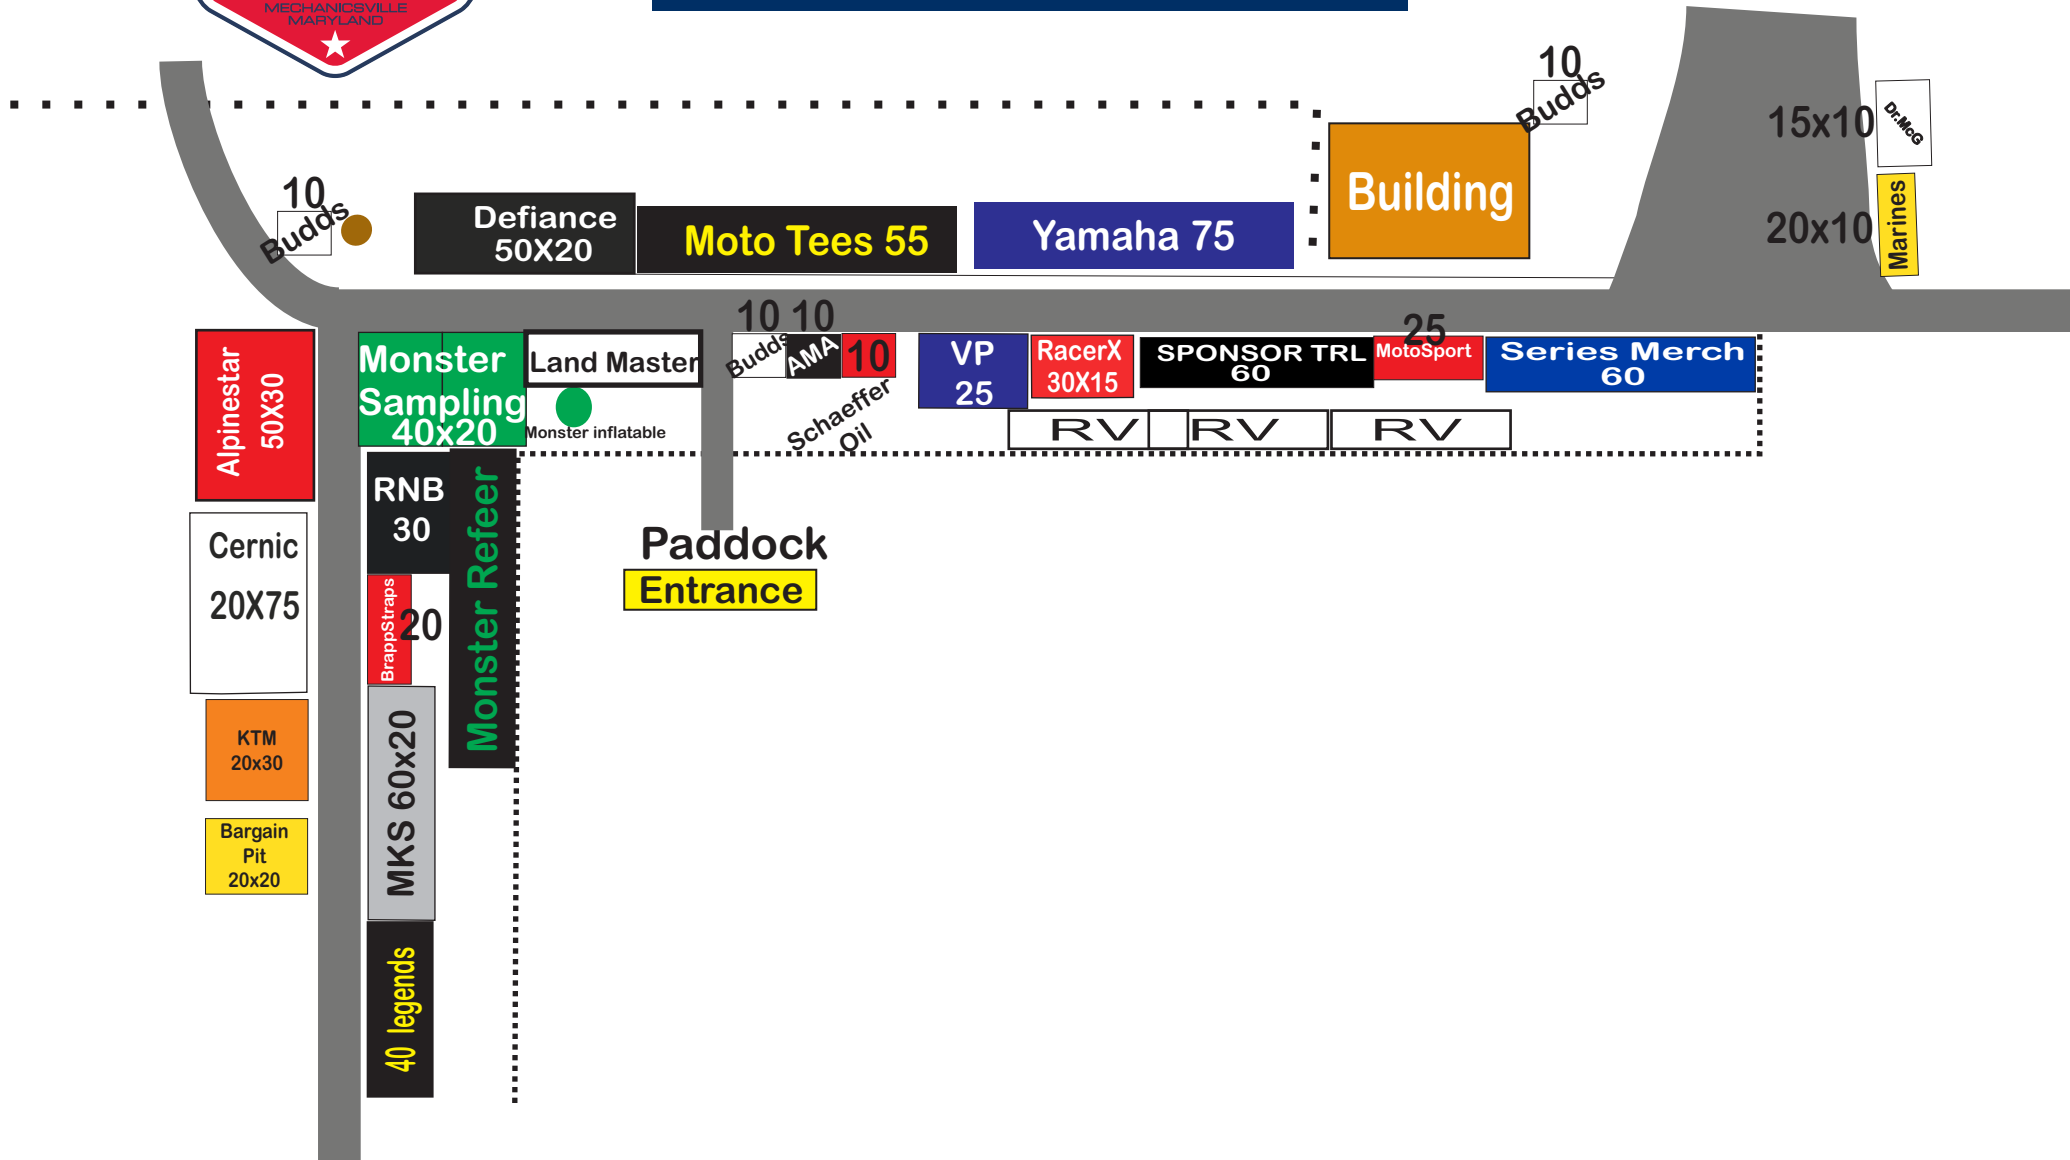 MECHANICSVILLE
MARYLAND
10
Budds
15x10
Dr.McG
10
Budds
Defiance
50X20
Moto Tees 55
Yamaha 75
Building
20x10
Marines
Alpinestar
50X30
Monster
Sampling
40x20
Land Master
Monster inflatable
10
Budds
10
AMA
10
Schaeffer
Oil
VP
25
RacerX
30X15
SPONSOR TRL
60
25
MotoSport
Series Merch
60
RV
RV
RV
RNB
30
Monster Refeer
Paddock
Entrance
Cernic
20X75
BrappStraps
20
KTM
20x30
MKS 60x20
Bargain
Pit
20x20
40 legends